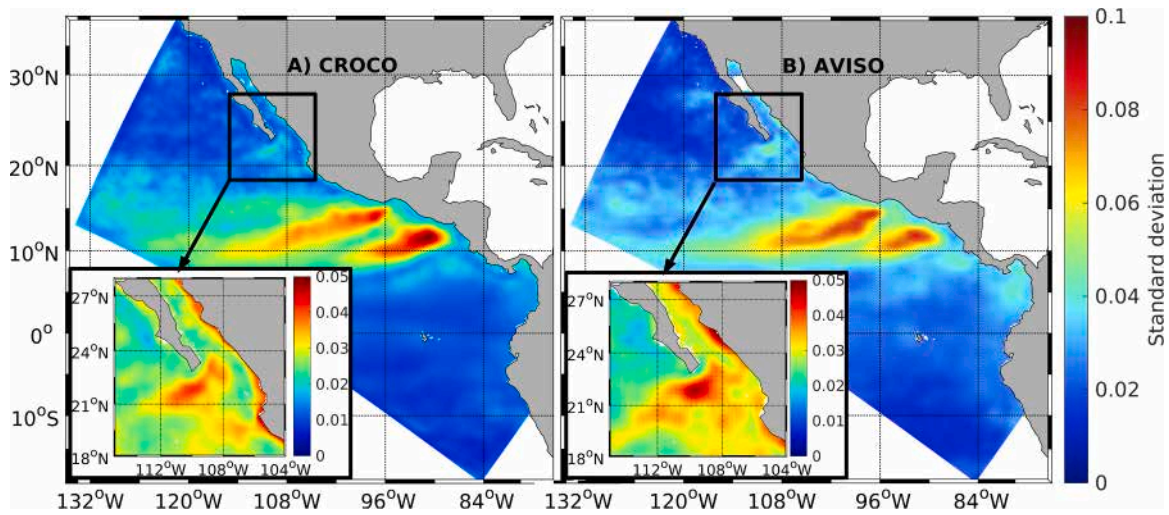 A) CROCO
B) AVISO
30°N
20°N
10°N
0°
10°S
132°W
120°W
108°W
96°W
84°W
132°W
120°W
108°W
96°W
84°W
27°N
24°N
21°N
18°N
112°W
108°W
104°W
0.05
0.04
0.03
0.02
0.01
0
27°N
24°N
21°N
18°N
112°W
108°W
104°W
0.05
0.04
0.03
0.02
0.01
0
0.1
0.08
0.06
0.04
0.02
0
Standard deviation